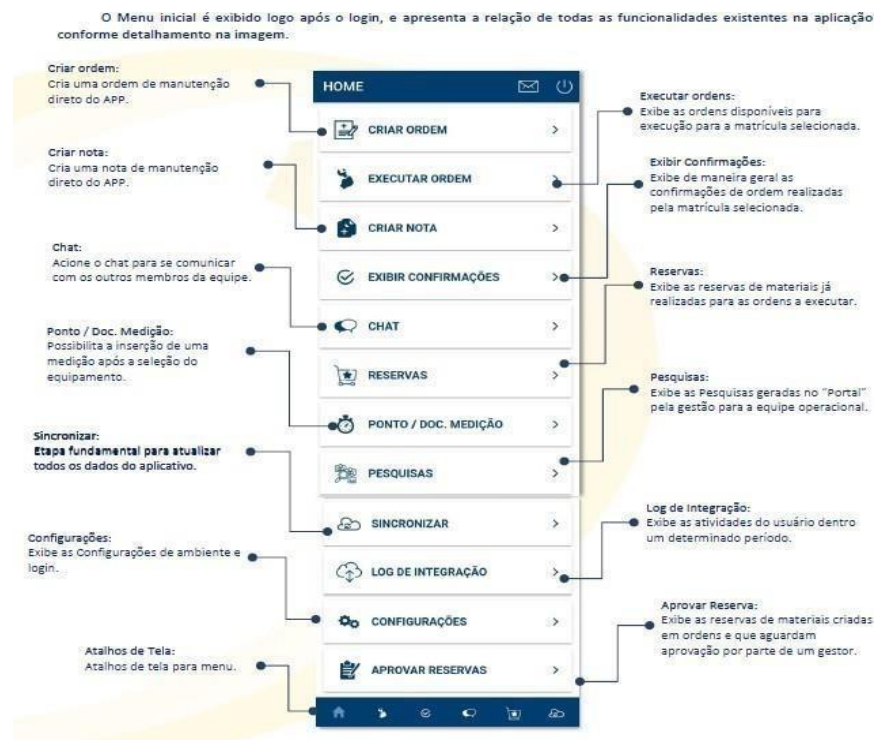 O Menu inicial é exibido logo após o login, e apresenta a relação de todas as funcionalidades existentes na aplicação
conforme detalhamento na imagem.
Criar ordem:
Cria uma ordem de manutenção
direto do APP.
Criar nota:
Cria uma nota de manutenção
direto do APP.
Chat:
Acione o chat para se comunicar
com os outros membros da equipe.
Ponto / Doc. Medição:
Possibilita a inserção de uma
medição após a seleção do
equipamento.
Sincronizar:
Etapa fundamental para atualizar
todos os dados do aplicativo.
Configurações:
Exibe as Configurações de ambiente e
login.
Atalhos de Tela:
Atalhos de tela para menu.
HOME
CRIAR ORDEM
EXECUTAR ORDEM
CRIAR NOTA
EXIBIR CONFIRMAÇÕES
CHAT
RESERVAS
PONTO / DOC. MEDIÇÃO
PESQUISAS
SINCRONIZAR
LOG DE INTEGRAÇÃO
CONFIGURAÇÕES
APROVAR RESERVAS
Executar ordens:
Exibe as ordens disponíveis para
execução para a matrícula selecionada.
Exibir Confirmações:
Exibe de maneira geral as
confirmações de ordem realizadas
pela matrícula selecionada.
Reservas:
Exibe as reservas de materiais já
realizadas para as ordens a executar.
Pesquisas:
Exibe as Pesquisas geradas no "Portal"
pela gestão para a equipe operacional.
Log de Integração:
Exibe as atividades do usuário dentro
um determinado período.
Aprovar Reserva:
Exibe as reservas de materiais criadas
em ordens e que aguardam
aprovação por parte de um gestor.